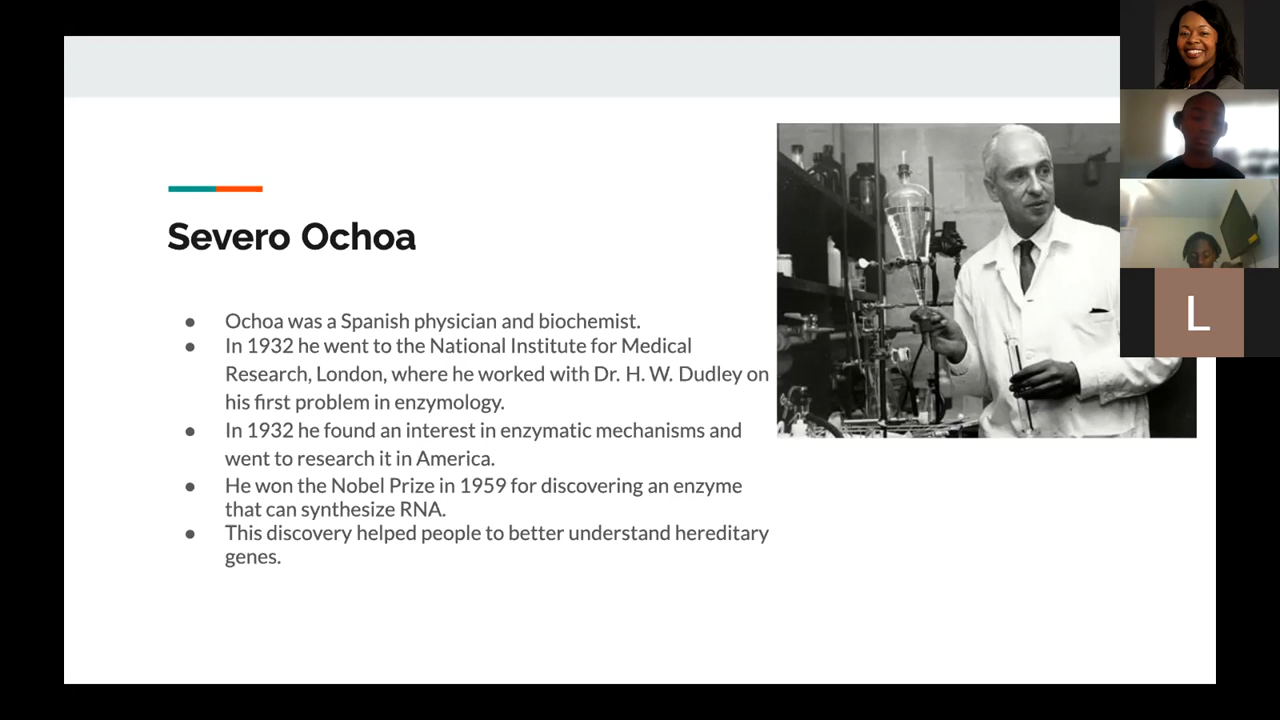 Severo Ochoa
● Ochoa was a Spanish physician and biochemist.
● In 1932 he went to the National Institute for Medical
Research, London, where he worked with Dr. H. W. Dudley on
his first problem in enzymology.
● In 1932 he found an interest in enzymatic mechanisms and
went to research it in America.
● He won the Nobel Prize in 1959 for discovering an enzyme
that can synthesize RNA.
● This discovery helped people to better understand hereditary
genes.
L